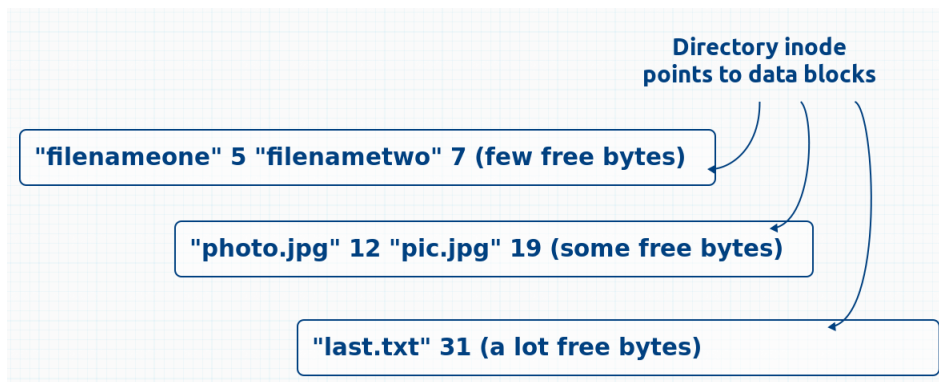 Directory inode
points to data blocks
"filenameone" 5 "filenametwo" 7 (few free bytes)
"photo.jpg" 12 "pic.jpg" 19 (some free bytes)
"last.txt" 31 (a lot free bytes)